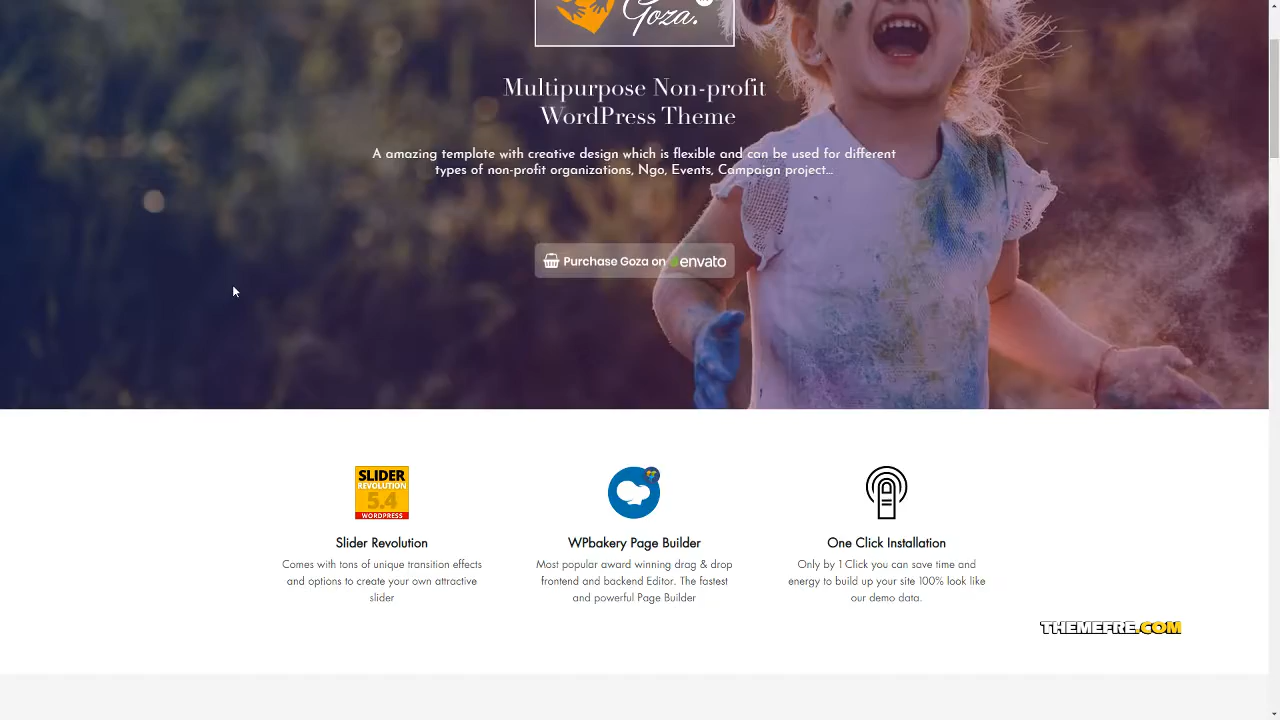 Goza.
Multipurpose Non-profit
WordPress Theme
A amazing template with creative design which is flexible and can be used for different
types of non-profit organizations, Ngo, Events, Campaign project...
Purchase Goza on envato
SLIDER
REVOLUTION
5.4
WORDPRESS
Slider Revolution
Comes with tons of unique transition effects
and options to create your own attractive
slider
WPbakery Page Builder
Most popular award winning drag & drop
frontend and backend Editor. The fastest
and powerful Page Builder
One Click Installation
Only by 1 Click you can save time and
energy to build up your site 100% look like
our demo data.
THEMEFRE.COM